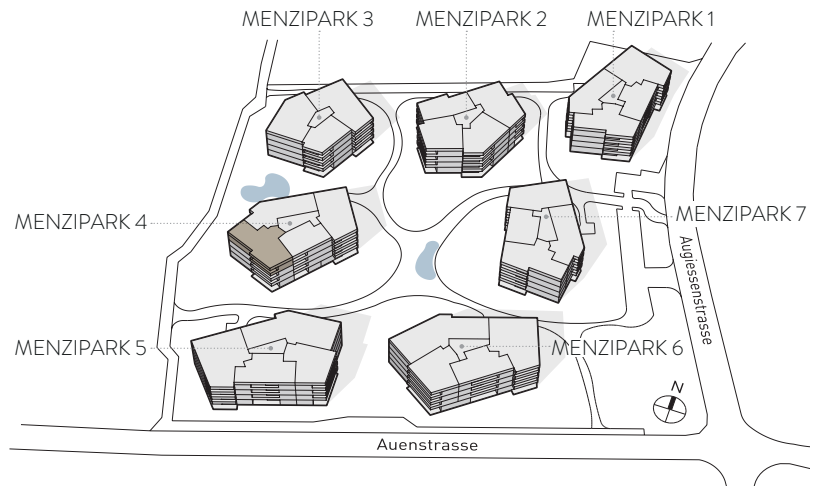 MENZIPARK 3
MENZIPARK 2
MENZIPARK 1
MENZIPARK 4
MENZIPARK 7
Augiessenstrasse
MENZIPARK 5
MENZIPARK 6
N
Auenstrasse